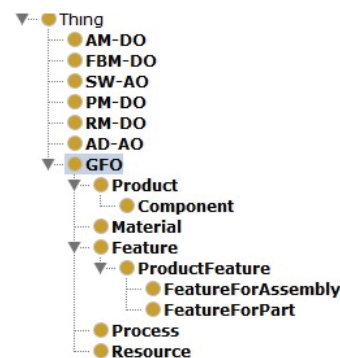 Thing
AM-DO
FBM-DO
SW-AO
PM-DO
RM-DO
AD-AO
GFO
Product
Component
Material
Feature
ProductFeature
FeatureForAssembly
FeatureForPart
Process
Resource